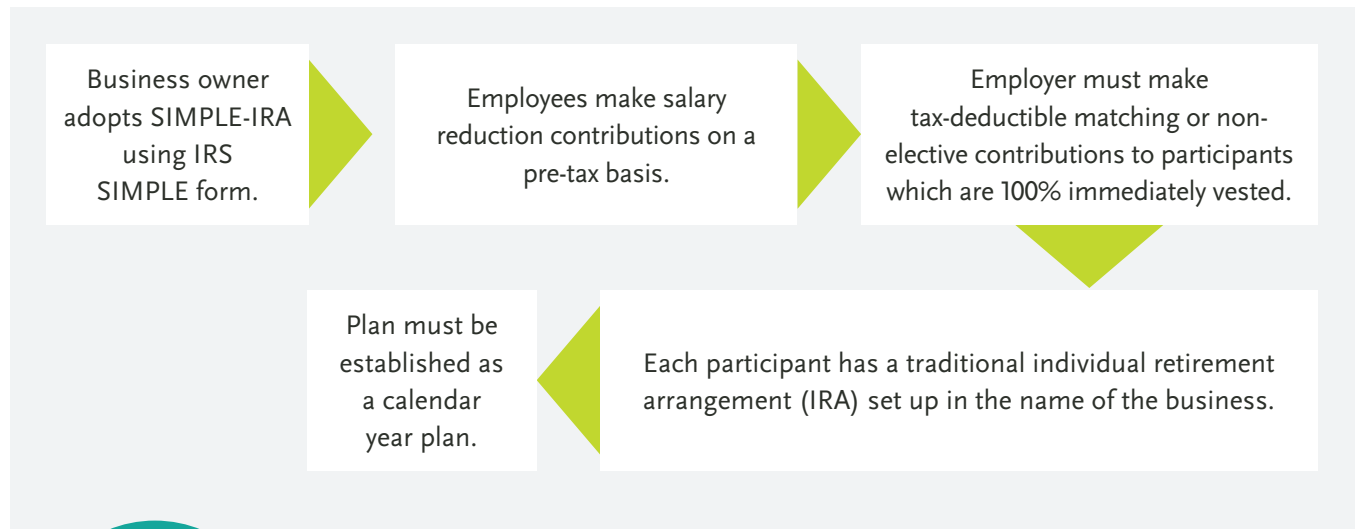 Business owner
adopts SIMPLE-IRA
using IRS
SIMPLE form.
Employees make salary
reduction contributions on a
pre-tax basis.
Employer must make
tax-deductible matching or non-
elective contributions to participants
which are 100% immediately vested.
Each participant has a traditional individual retirement
arrangement (IRA) set up in the name of the business.
Plan must be
established as
a calendar
year plan.